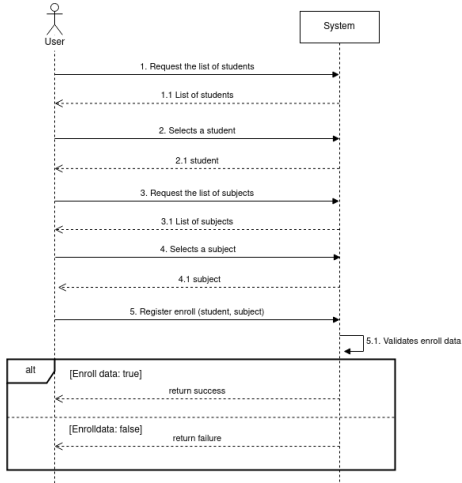 User
System
1. Request the list of students
1.1 List of students
2. Selects a student
2.1 student
3. Request the list of subjects
3.1 List of subjects
4. Selects a subject
4.1 subject
5. Register enroll (student, subject)
5.1. Validates enroll data
alt
[Enroll data: true]
return success
[Enrolldata: false]
return failure